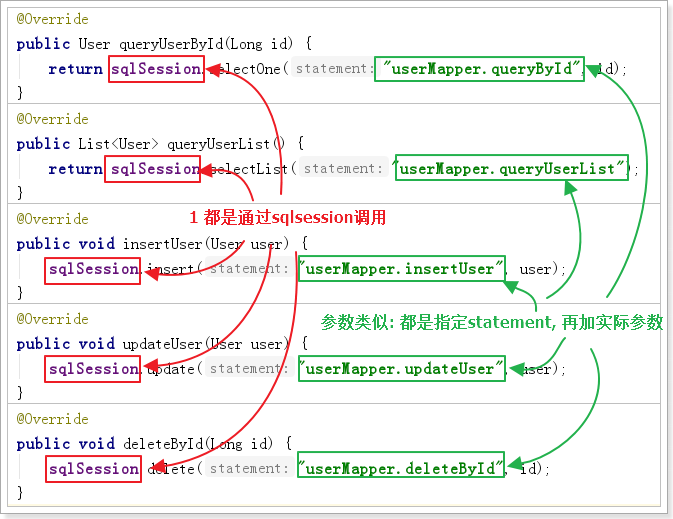 @Override
public User queryUserById(Long id) {
return sqlSession.selectOne( statement: "userMapper.queryById", id);
}
@Override
public List<User> queryUserList() {
return sqlSession.selectList( statement: "userMapper.queryUserList");
}
1 都是通过sqlsession调用
@Override
public void insertUser(User user) {
sqlSession.insert( statement: "userMapper.insertUser", user);
}
参数类似: 都是指定statement, 再加实际参数
@Override
public void updateUser(User user) {
sqlSession.update( statement: "userMapper.updateUser", user);
}
@Override
public void deleteById(Long id) {
sqlSession.delete( statement: "userMapper.deleteById", id);
}